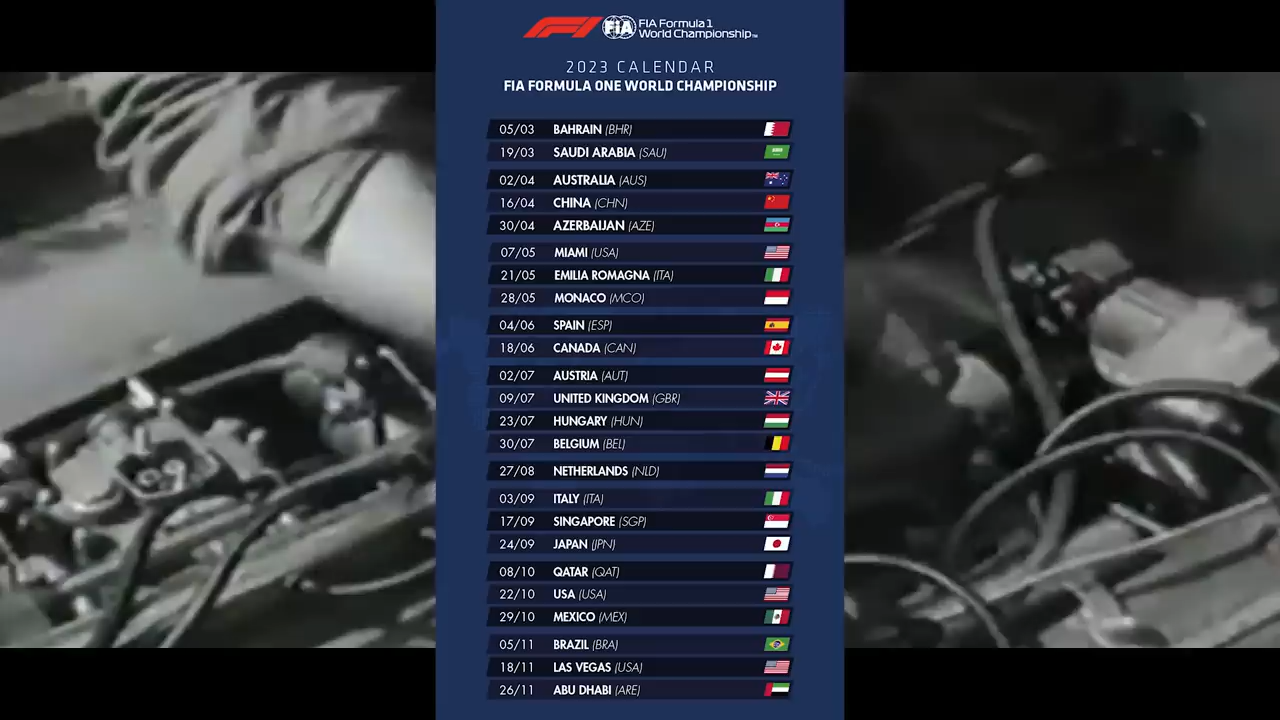 F1 FIA FIA Formula 1
World Championship™
2023 CALENDAR
FIA FORMULA ONE WORLD CHAMPIONSHIP
05/03 BAHRAIN (BHR)
19/03 SAUDI ARABIA (SAU)
02/04 AUSTRALIA (AUS)
16/04 CHINA (CHN)
30/04 AZERBAIJAN (AZE)
07/05 MIAMI (USA)
21/05 EMILIA ROMAGNA (ITA)
28/05 MONACO (MCO)
04/06 SPAIN (ESP)
18/06 CANADA (CAN)
02/07 AUSTRIA (AUT)
09/07 UNITED KINGDOM (GBR)
23/07 HUNGARY (HUN)
30/07 BELGIUM (BEL)
27/08 NETHERLANDS (NLD)
03/09 ITALY (ITA)
17/09 SINGAPORE (SGP)
24/09 JAPAN (JPN)
08/10 QATAR (QAT)
22/10 USA (USA)
29/10 MEXICO (MEX)
05/11 BRAZIL (BRA)
18/11 LAS VEGAS (USA)
26/11 ABU DHABI (ARE)